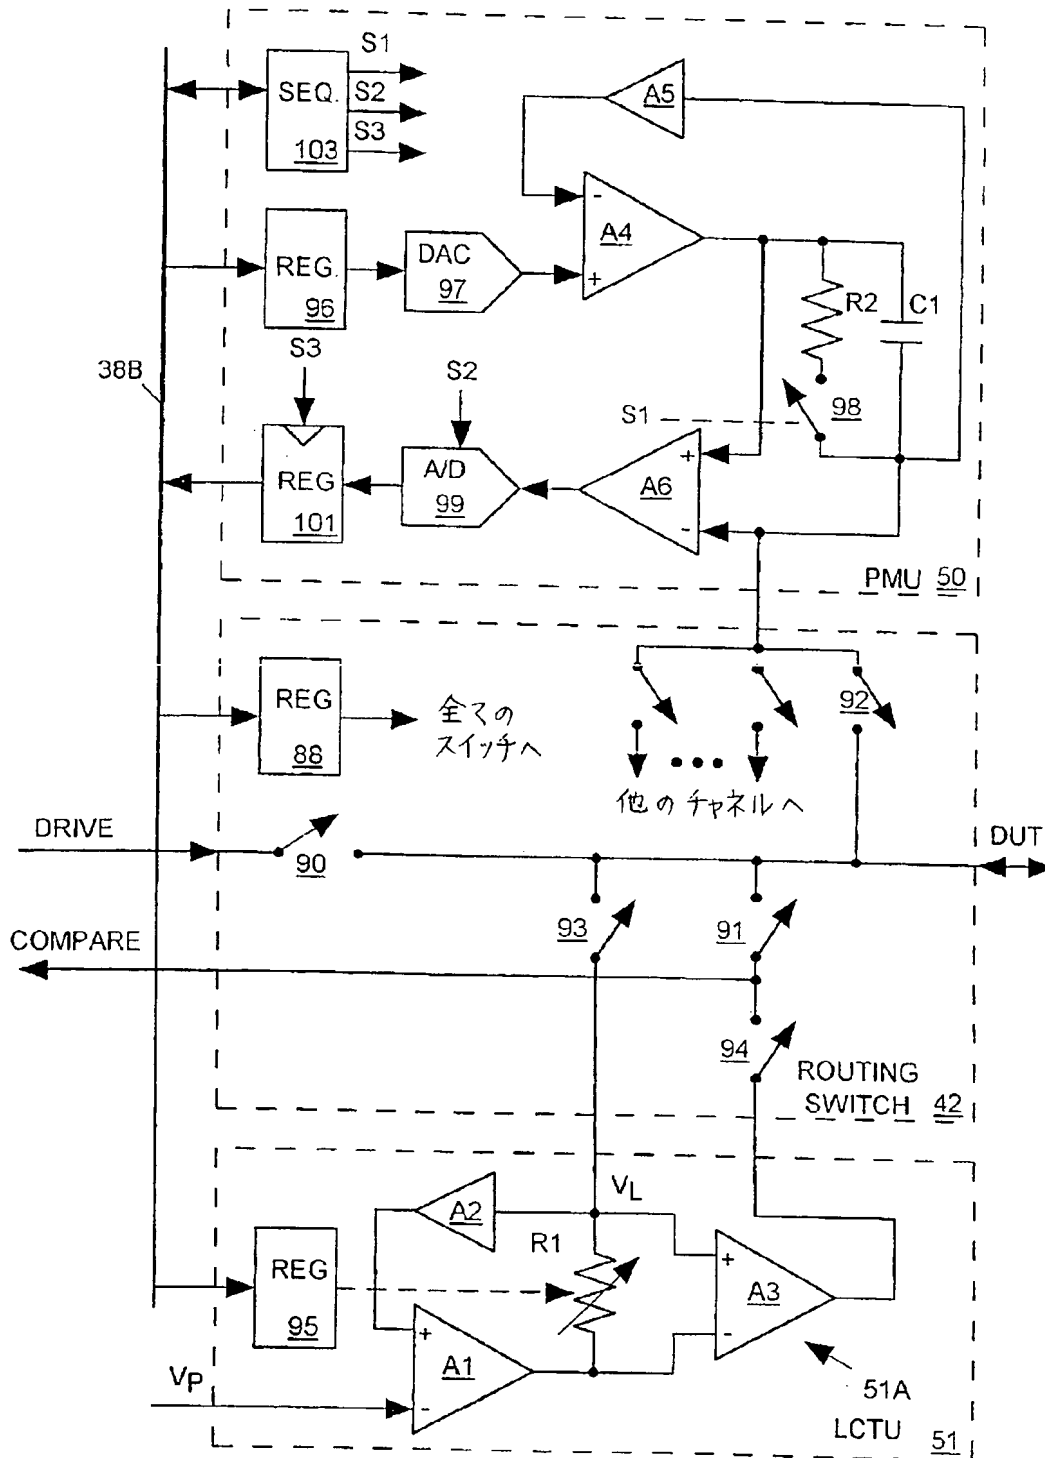 S1
SEQ.
S2
S3
103
A5
A4
-
+
REG.
96
DAC
97
R2
C1
S3
S2
38B
S1
98
REG
101
A/D
99
A6
+
-
PMU 50
REG
88
全ての
スイッチへ
92
他のチャネルへ
DRIVE
90
DUT
93
91
COMPARE
94
ROUTING
SWITCH 42
VL
A2
R1
REG
95
+
A3
-
+
A1
-
VP
51A
LCTU 51